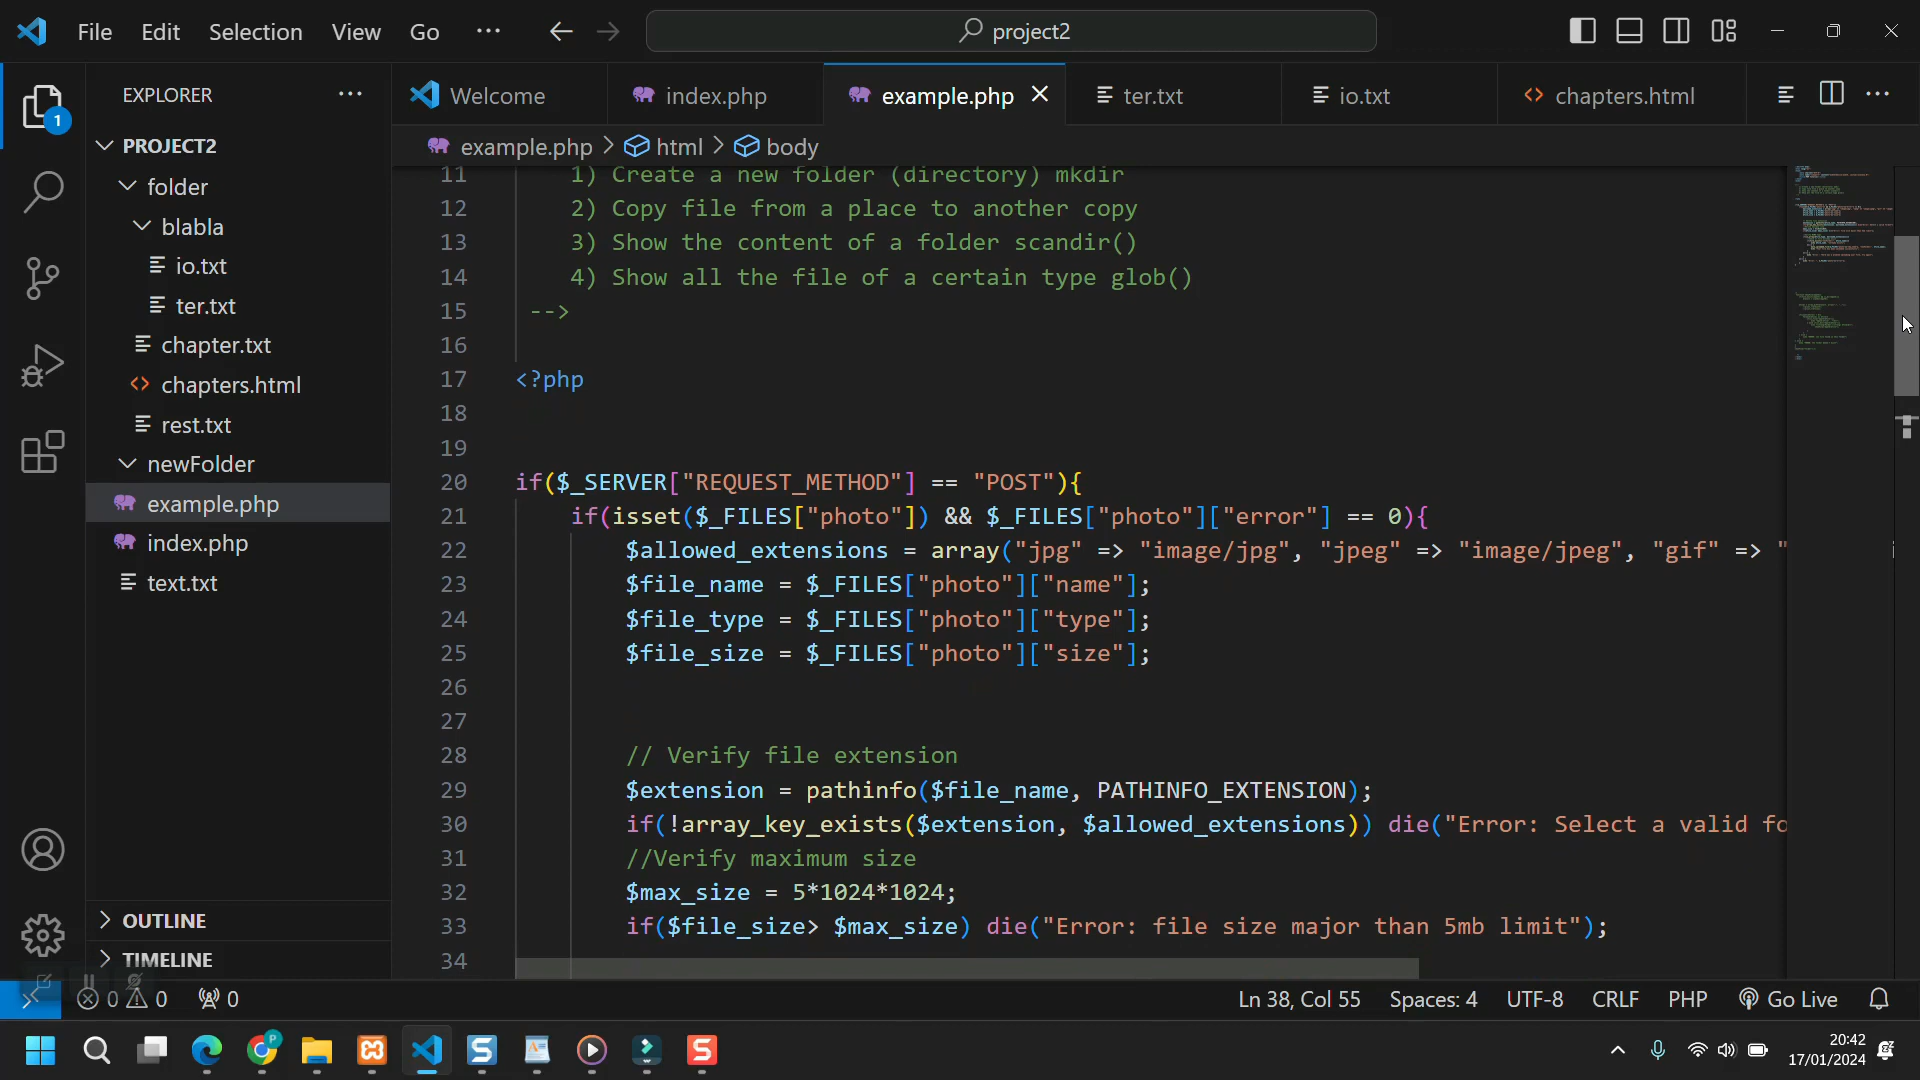 File Edit Selection View Go ··· project2
1
EXPLORER
PROJECT2
folder
blabla
io.txt
ter.txt
chapter.txt
chapters.html
rest.txt
newFolder
example.php
index.php
text.txt
OUTLINE
TIMELINE
Welcome index.php example.php ter.txt io.txt chapters.html
example.php > html > body
11 1) Create a new folder (directory) mkdir
12 2) Copy file from a place to another copy
13 3) Show the content of a folder scandir()
14 4) Show all the file of a certain type glob()
15 -->
16
17 <?php
18
19
20 if($_SERVER["REQUEST_METHOD"] == "POST"){
21 if(isset($_FILES["photo"]) && $_FILES["photo"]["error"] == 0){
22 $allowed_extensions = array("jpg" => "image/jpg", "jpeg" => "image/jpeg", "gif" => "
23 $file_name = $_FILES["photo"]["name"];
24 $file_type = $_FILES["photo"]["type"];
25 $file_size = $_FILES["photo"]["size"];
26
27
28 // Verify file extension
29 $extension = pathinfo($file_name, PATHINFO_EXTENSION);
30 if(!array_key_exists($extension, $allowed_extensions)) die("Error: Select a valid fo
31 //Verify maximum size
32 $max_size = 5*1024*1024;
33 if($file_size> $max_size) die("Error: file size major than 5mb limit");
34
0 0 0 Ln 38, Col 55 Spaces: 4 UTF-8 CRLF PHP Go Live
20:42
17/01/2024